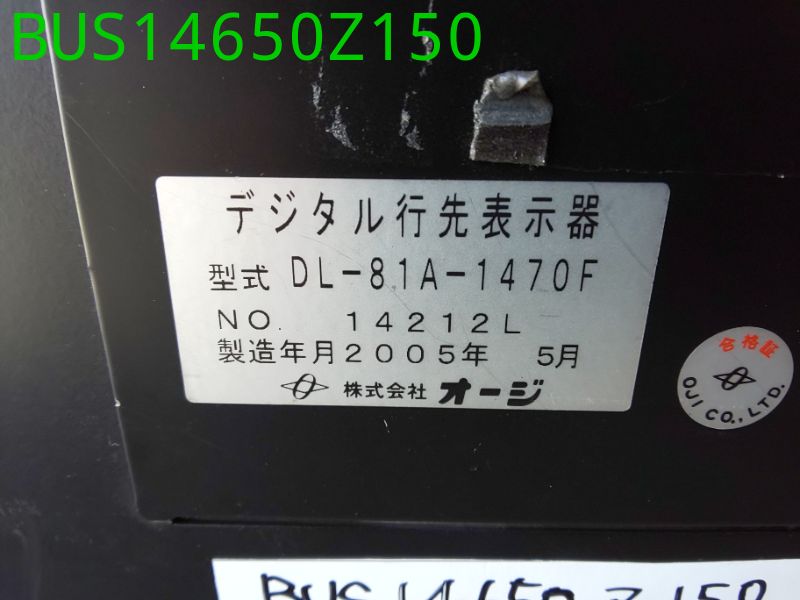 BUS14650Z150
デジタル行先表示器
型式 DL-81A-1470F
NO. 14212L
製造年月2005年 5月
株式会社 オージ
合格証
OJI CO.,LTD.
BUS14650Z150